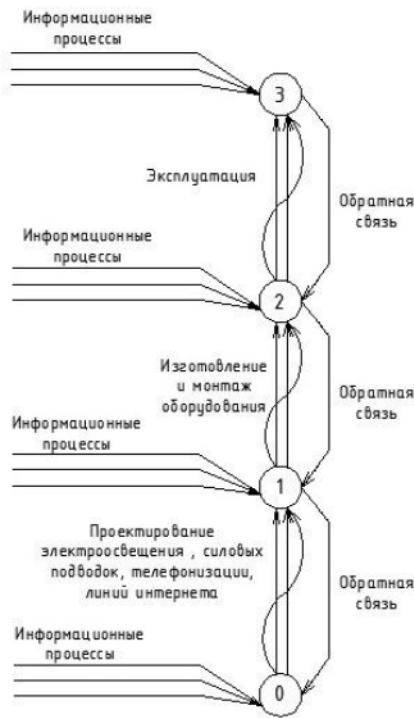 Информационные
процессы
3
Эксплуатация
Обратная
связь
Информационные
процессы
2
Изготовление
и монтаж
оборудования
Обратная
связь
Информационные
процессы
1
Проектирование
электроосвещения , силовых
подводок, телефонизации,
линий интернета
Обратная
связь
Информационные
процессы
0